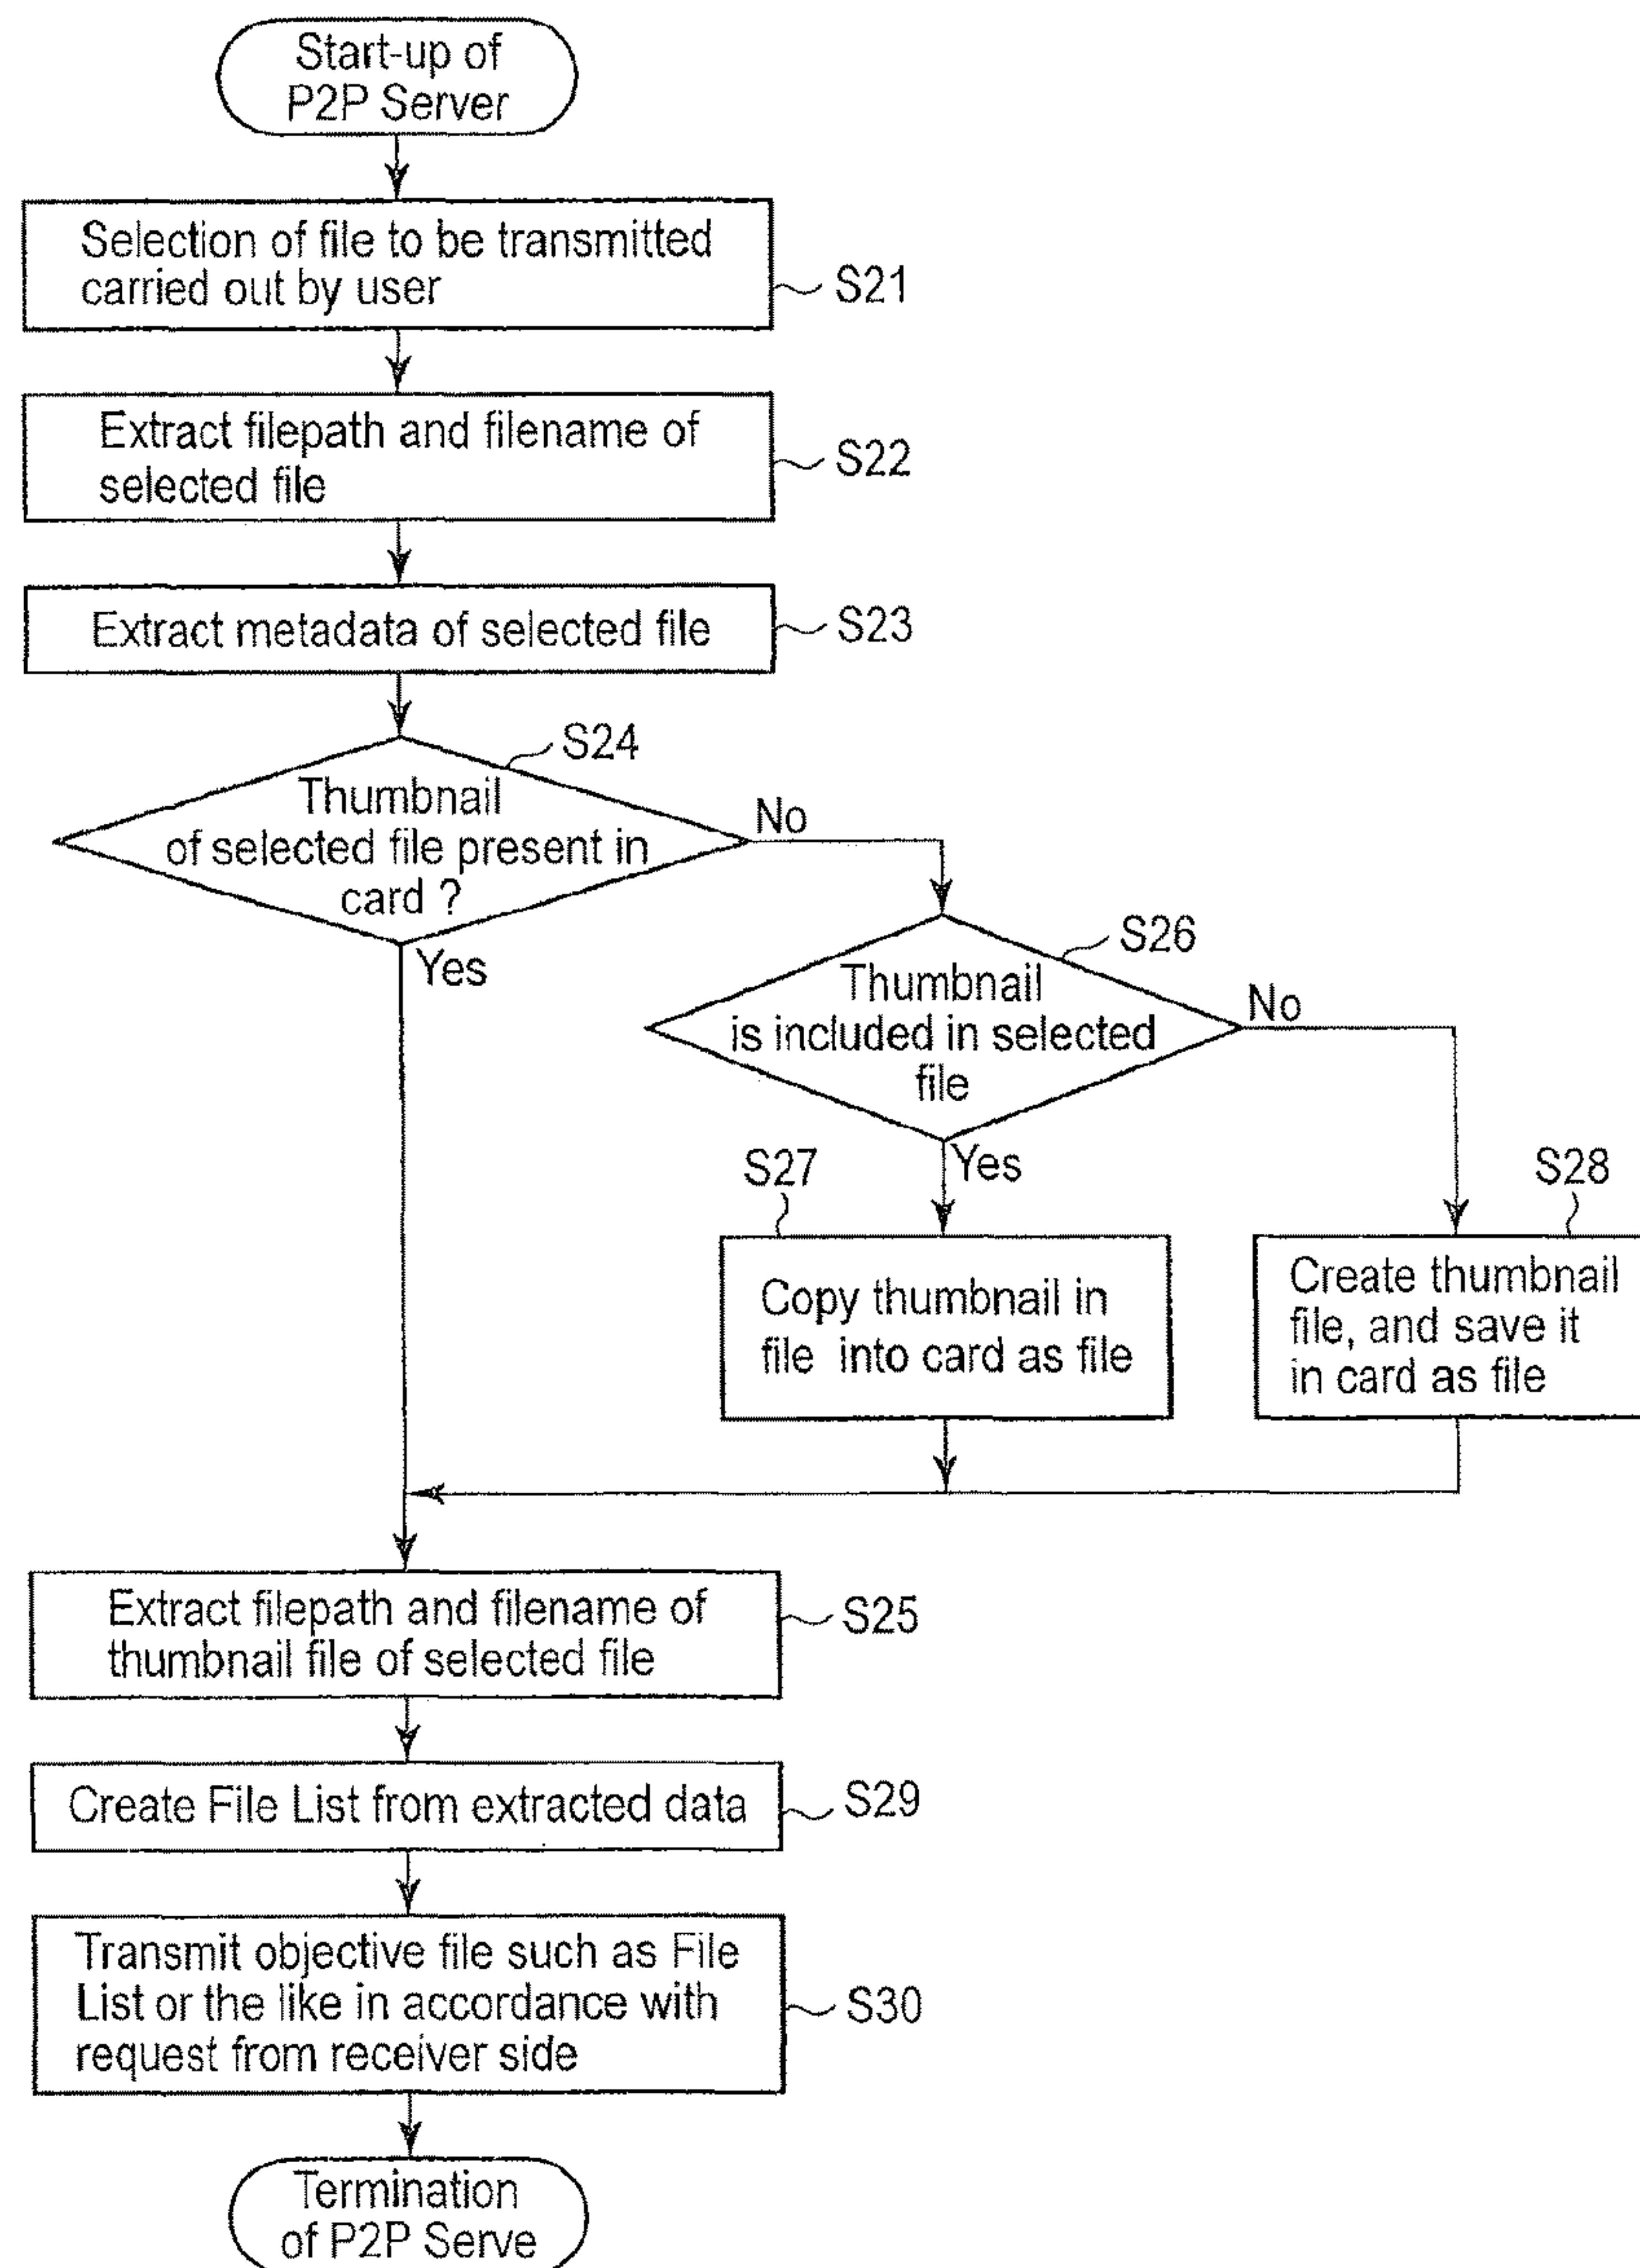 Start-up of
P2P Server
Selection of file to be transmitted
carried out by user
S21
Extract filepath and filename of
selected file
S22
Extract metadata of selected file
S23
S24
Thumbnail
of selected file present in
card ?
No
Yes
S26
Thumbnail
is included in selected
file
No
Yes
S27
Copy thumbnail in
file into card as file
S28
Create thumbnail
file, and save it
in card as file
Extract filepath and filename of
thumbnail file of selected file
S25
Create File List from extracted data
S29
Transmit objective file such as File
List or the like in accordance with
request from receiver side
S30
Termination
of P2P Serve